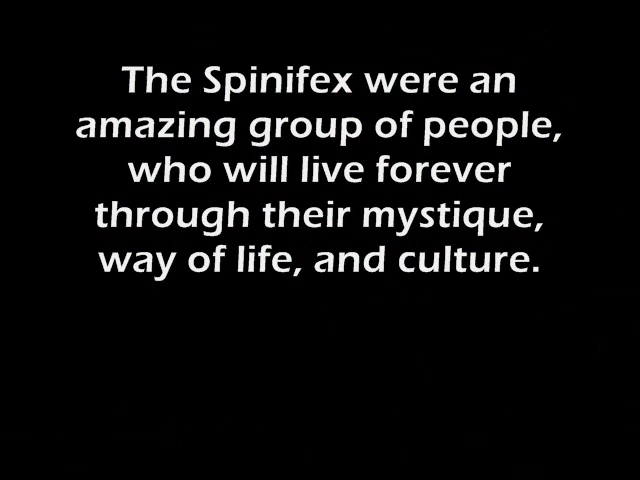 The Spinifex were an
amazing group of people,
who will live forever
through their mystique,
way of life, and culture.